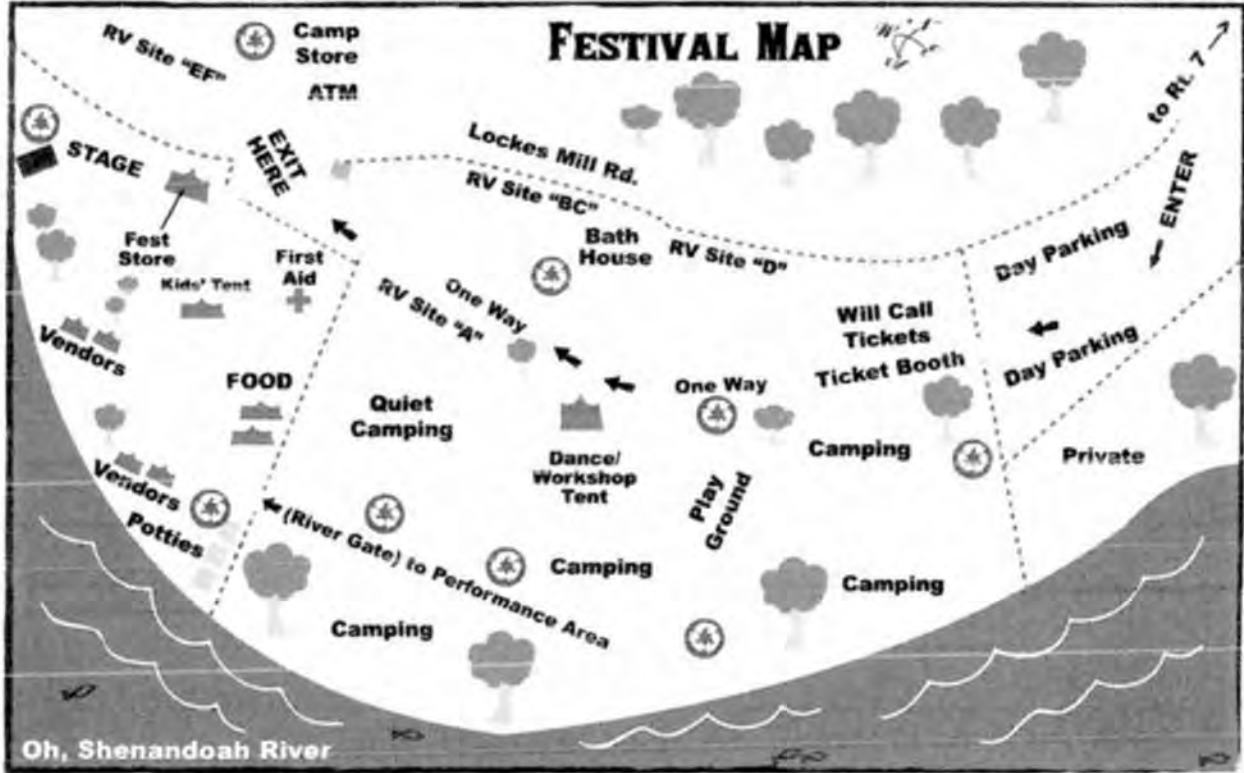 FESTIVAL MAP
RV Site "EF"
Camp
Store
ATM
to Rt. 7
STAGE
EXIT
HERE
Lockes Mill Rd.
RV Site "BC"
ENTER
Fest
Store
First
Aid
Kids' Tent
Bath
House
RV Site "D"
Day Parking
One Way
RV Site "A"
Will Call
Tickets
Ticket Booth
Day Parking
Vendors
FOOD
Quiet
Camping
One Way
Dance/
Workshop
Tent
Camping
Private
Play
Ground
Vendors
Potties
(River Gate) to Performance Area
Camping
Camping
Camping
Oh, Shenandoah River